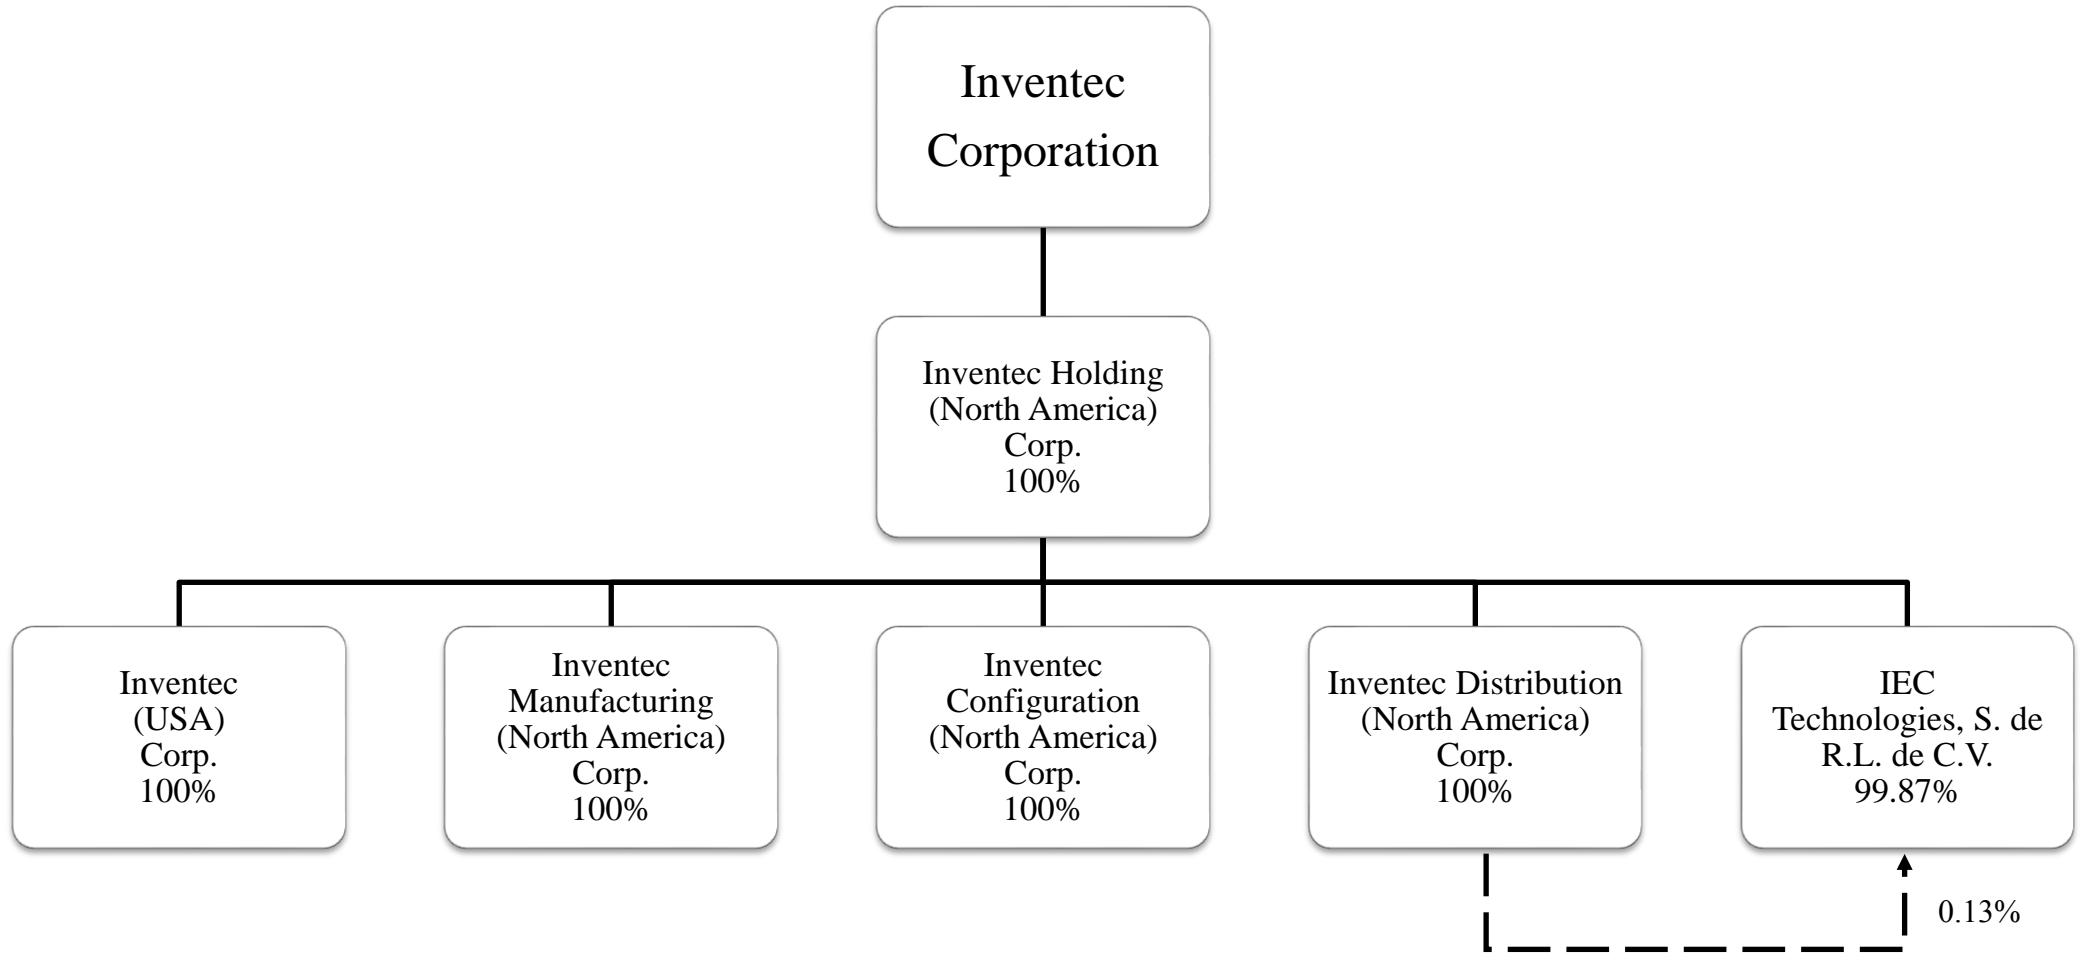 Inventec
Corporation
Inventec Holding
(North America)
Corp.
100%
Inventec
(USA)
Corp.
100%
Inventec
Manufacturing
(North America)
Corp.
100%
Inventec
Configuration
(North America)
Corp.
100%
Inventec Distribution
(North America)
Corp.
100%
IEC
Technologies, S. de
R.L. de C.V.
99.87%
0.13%